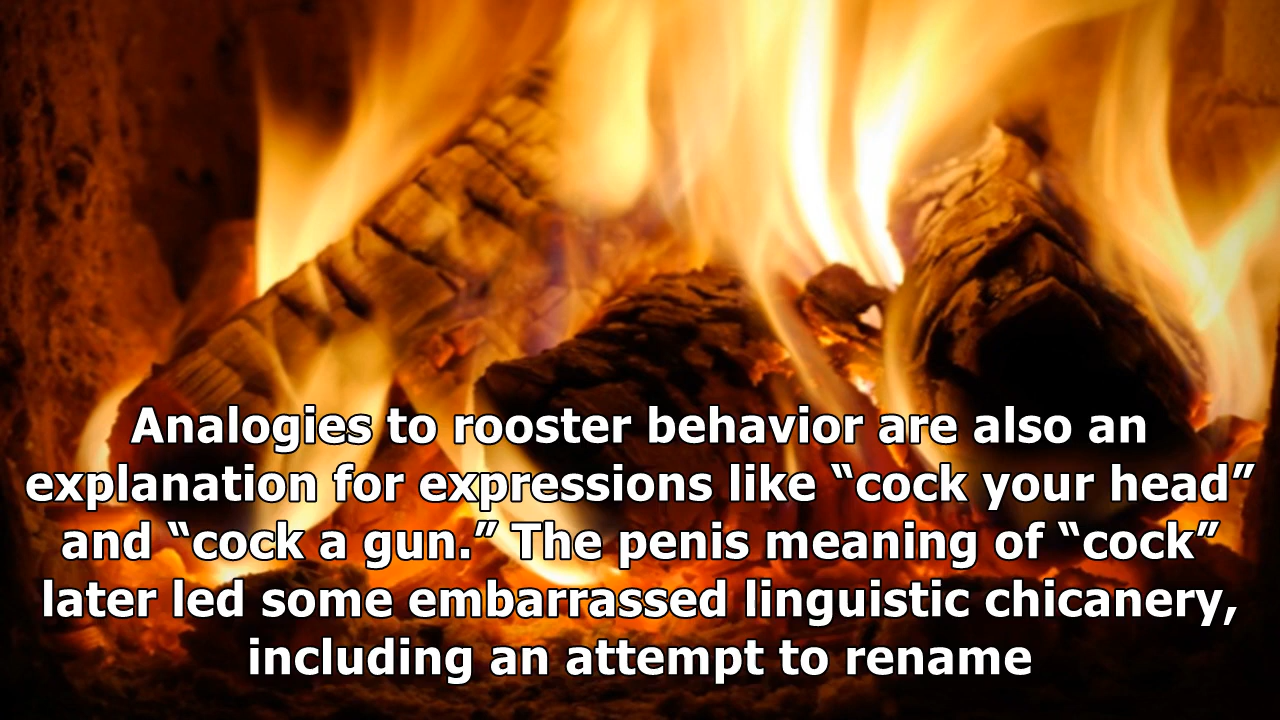 Analogies to rooster behavior are also an
explanation for expressions like “cock your head”
and “cock a gun.” The penis meaning of “cock”
later led some embarrassed linguistic chicanery,
including an attempt to rename